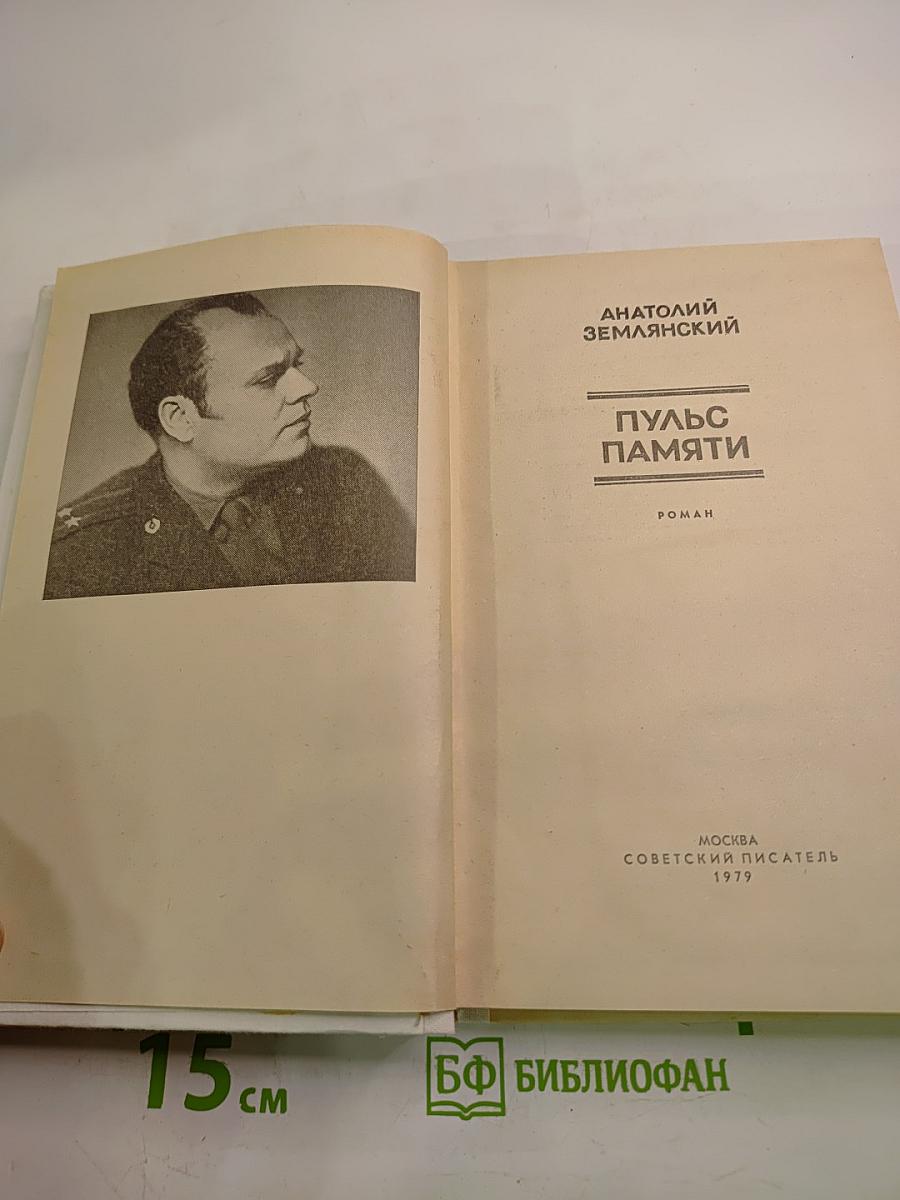 АНАТОЛИЙ
ЗЕМЛЯНСКИЙ
ПУЛЬС
ПАМЯТИ
РОМАН
МОСКВА
СОВЕТСКИЙ ПИСАТЕЛЬ
1979
15 см
БФ БИБЛИОФАН